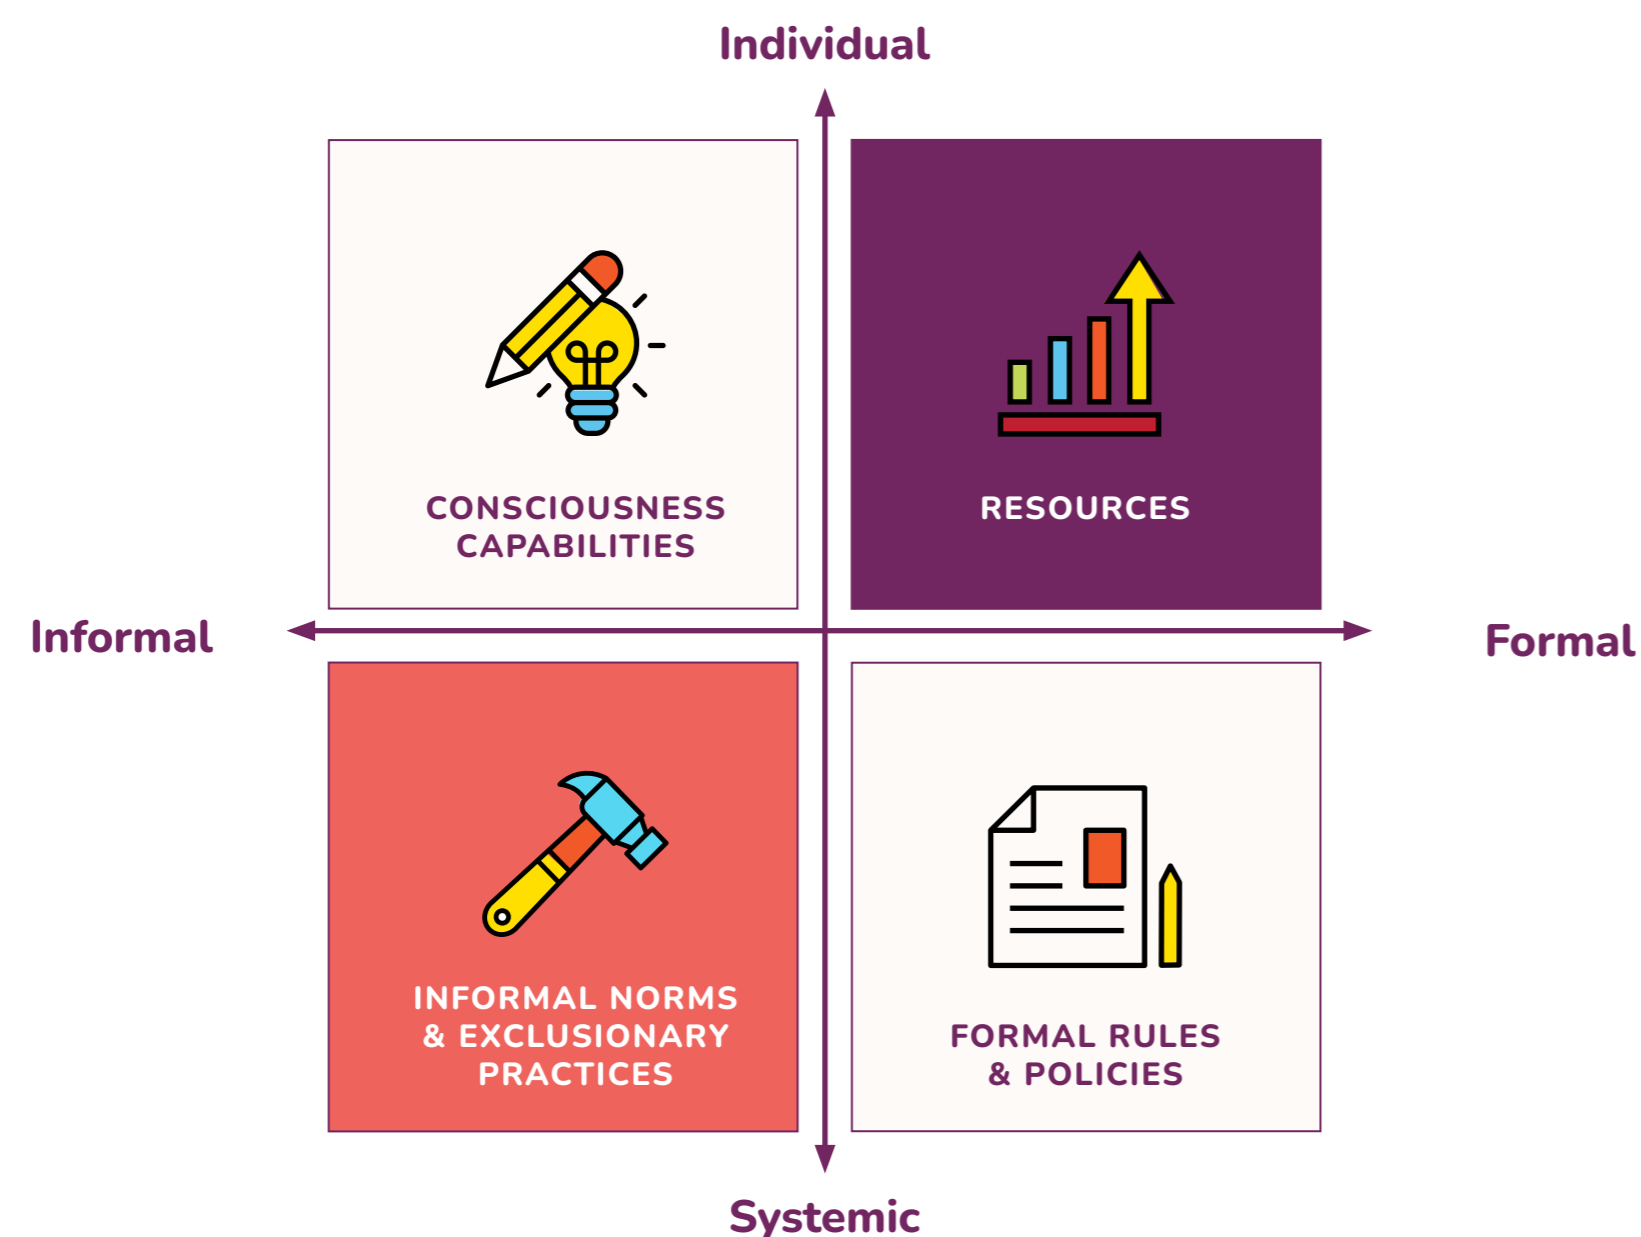 Individual
CONSCIOUSNESS
CAPABILITIES
RESOURCES
Informal
Formal
INFORMAL NORMS
& EXCLUSIONARY
PRACTICES
FORMAL RULES
& POLICIES
Systemic